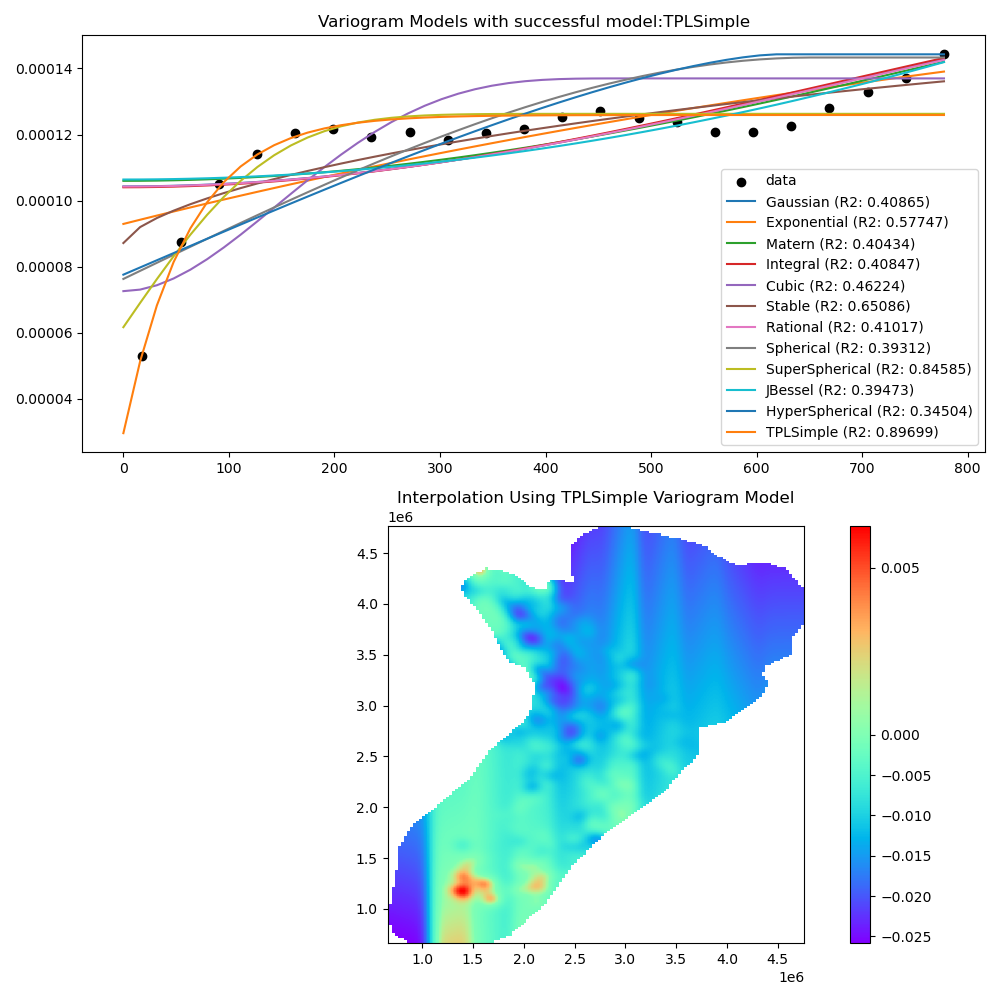 Variogram Models with successful model:TPLSimple
0.00014
0.00012
0.00010
0.00008
0.00006
0.00004
data
Gaussian (R2: 0.40865)
Exponential (R2: 0.57747)
Matern (R2: 0.40434)
Integral (R2: 0.40847)
Cubic (R2: 0.46224)
Stable (R2: 0.65086)
Rational (R2: 0.41017)
Spherical (R2: 0.39312)
SuperSpherical (R2: 0.84585)
JBessel (R2: 0.39473)
HyperSpherical (R2: 0.34504)
TPLSimple (R2: 0.89699)
0 100 200 300 400 500 600 700 800
Interpolation Using TPLSimple Variogram Model
1e6
4.5
4.0
3.5
3.0
2.5
2.0
1.5
1.0
1.0 1.5 2.0 2.5 3.0 3.5 4.0 4.5
1e6
0.005
0.000
−0.005
−0.010
−0.015
−0.020
−0.025